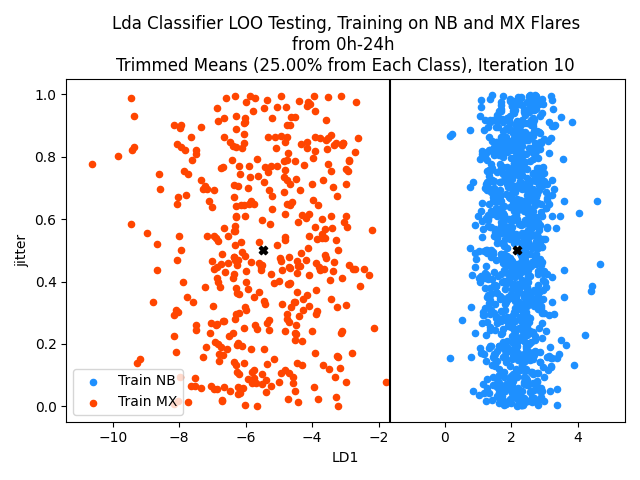 Lda Classifier LOO Testing, Training on NB and MX Flares
from 0h-24h
Trimmed Means (25.00% from Each Class), Iteration 10
jitter
1.0
0.8
0.6
0.4
0.2
0.0
Train NB
Train MX
−10
−8
−6
−4
−2
0
2
4
LD1